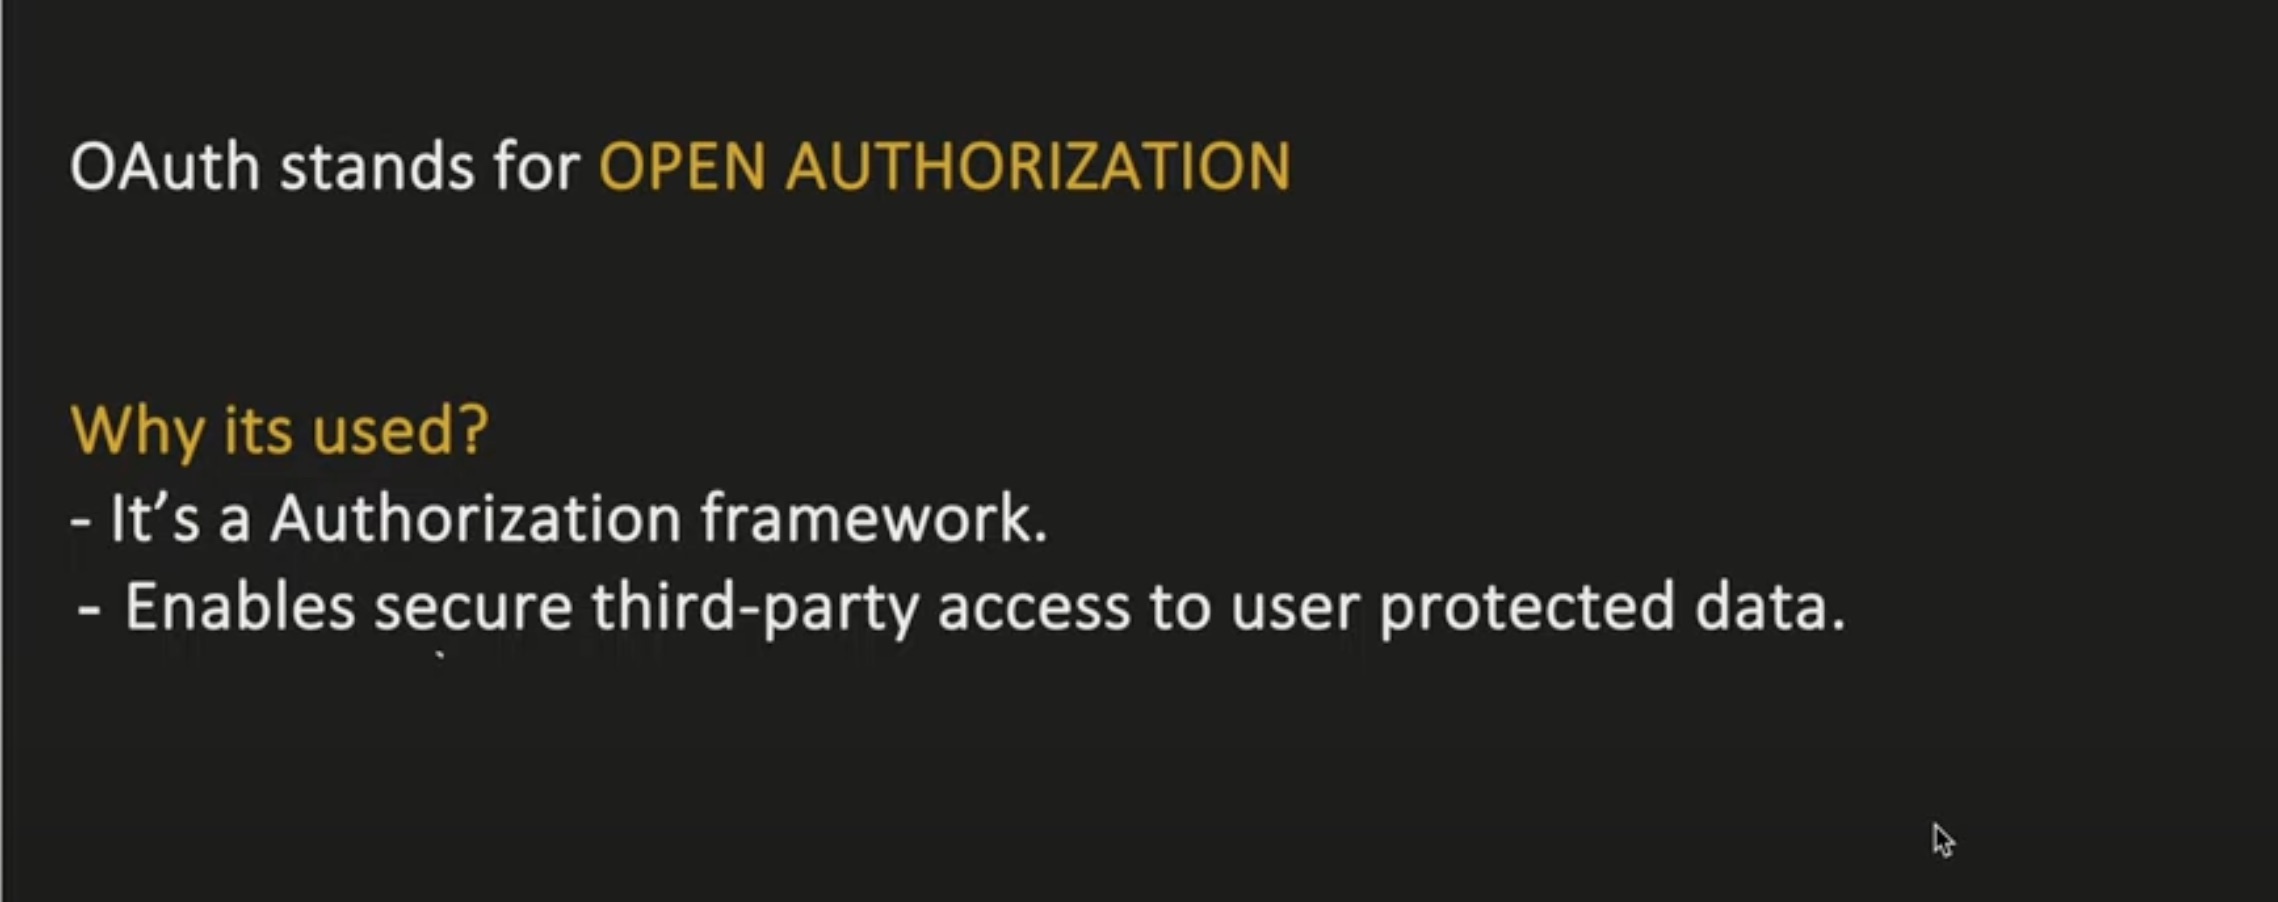 OAuth stands for OPEN AUTHORIZATION
Why its used?
- It’s a Authorization framework.
- Enables secure third-party access to user protected data.